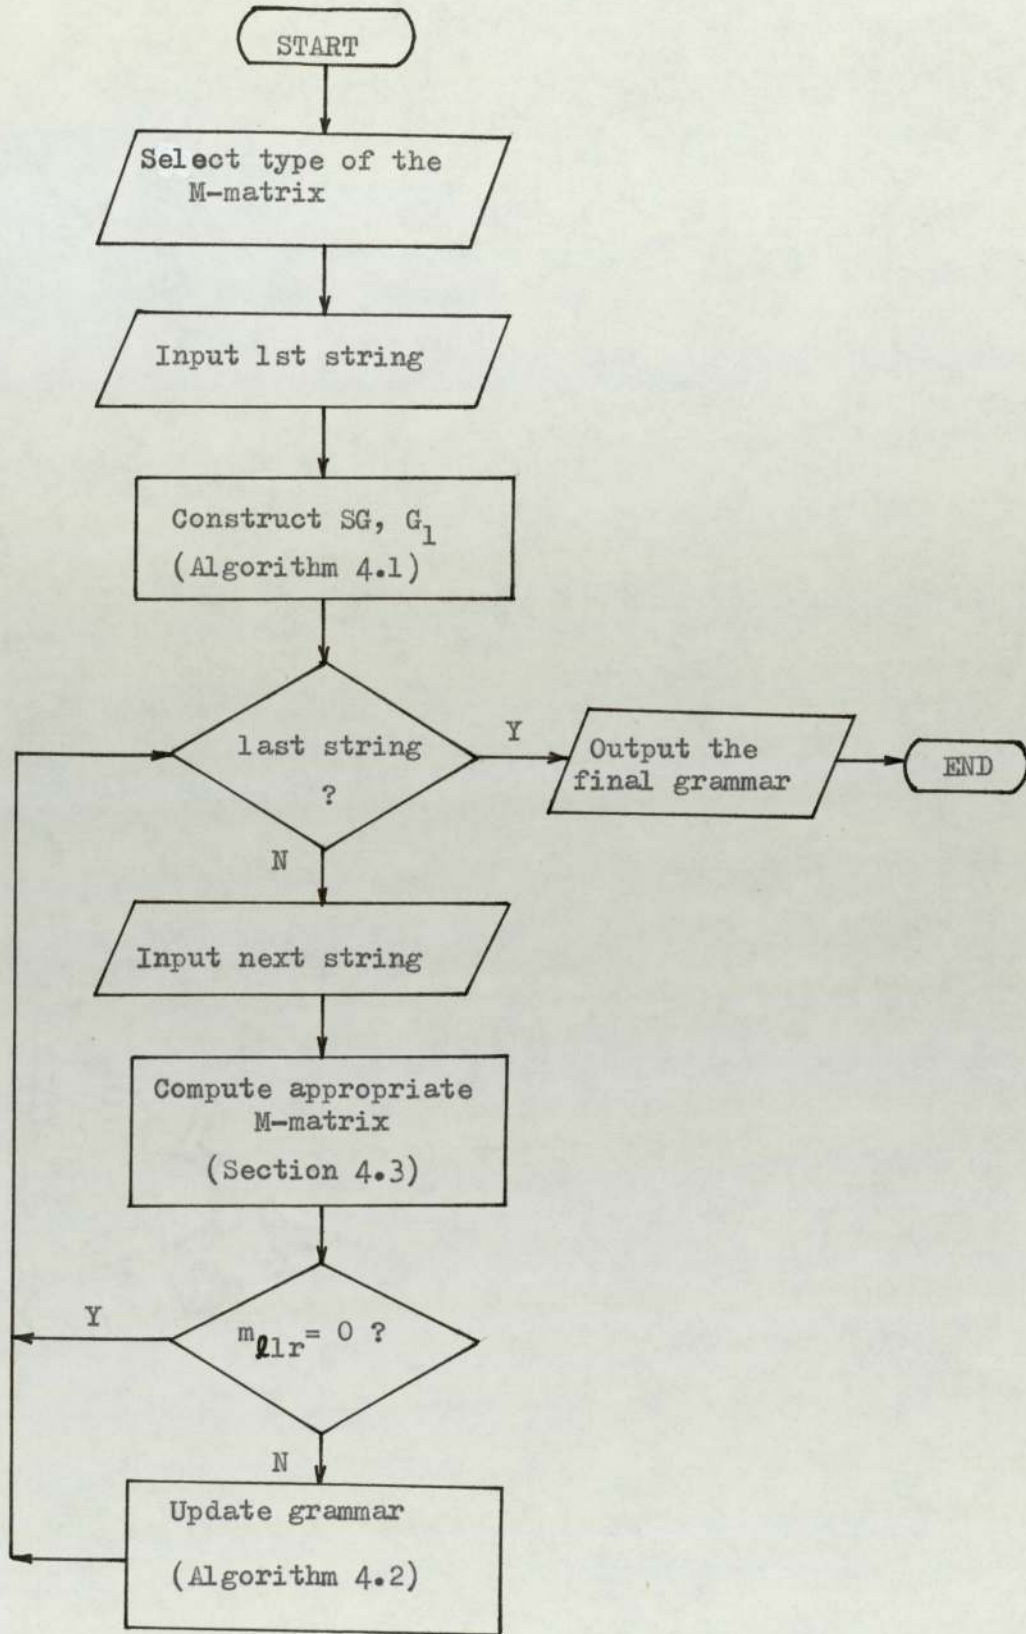 START
Select type of the
M-matrix
Input 1st string
Construct SG, G1
(Algorithm 4.1)
last string
?
Y
Output the
final grammar
END
N
Input next string
Compute appropriate
M-matrix
(Section 4.3)
Y
mℓ1r= 0 ?
N
Update grammar
(Algorithm 4.2)